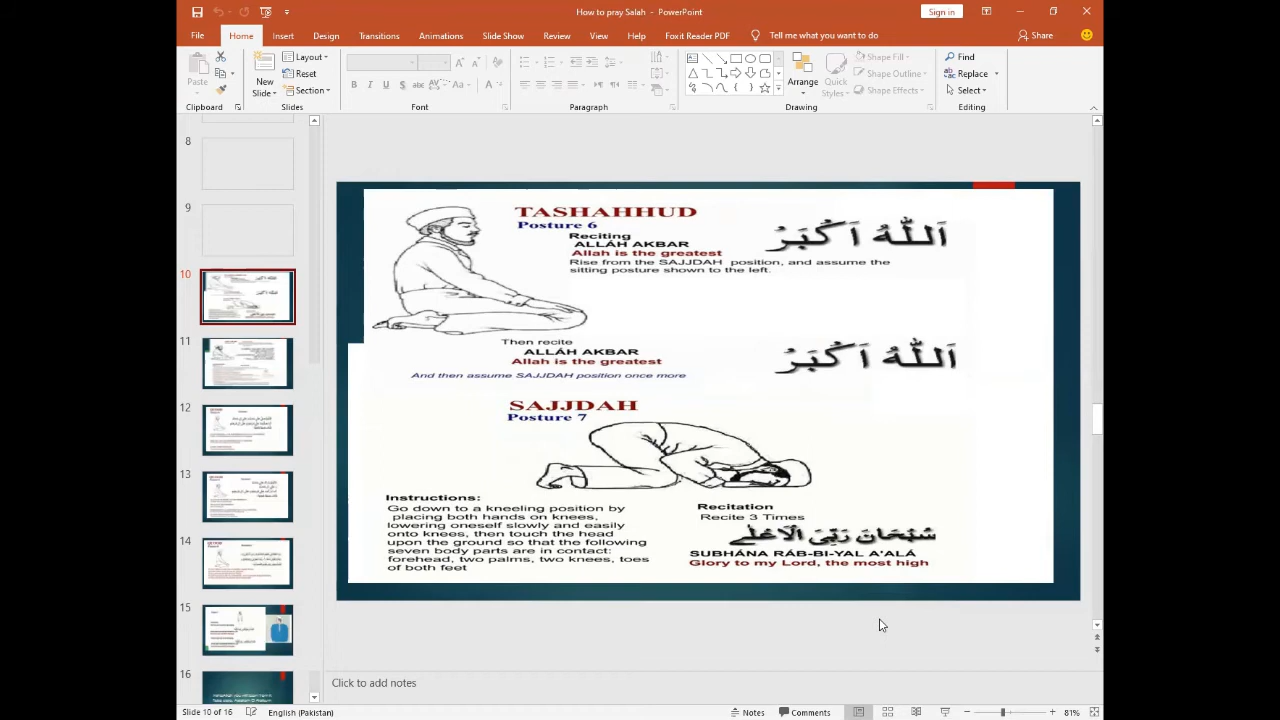 How to pray Salah - PowerPoint
Sign in
File Home Insert Design Transitions Animations Slide Show Review View Help Foxit Reader PDF Tell me what you want to do Share
Paste
Clipboard
New Slide
Layout
Reset
Section
Slides
B I U S abc AV Aa A
Font
Paragraph
Arrange
Quick Styles
Shape Fill
Shape Outline
Shape Effects
Drawing
Find
Replace
Select
Editing
8
9
10
11
12
13
14
15
16
TASHAHHUD
Posture 6
Reciting
ALLÁH AKBAR
Allah is the greatest
Rise from the SAJJDAH position, and assume the
sitting posture shown to the left.
اَللّٰهُ اَكْبَرُ
Then recite
ALLÁH AKBAR
Allah is the greatest
And then assume SAJJDAH position once more
اَللّٰهُ اَكْبَرُ
SAJJDAH
Posture 7
Instructions:
Go down to a kneeling position by
placing both hands on knees,
lowering oneself slowly and easily
onto knees, then touch the head
upon the ground so that the following
seven body parts are in contact:
forehead, two palms, two knees, toes
of both feet
Recitation
Recite 3 Times
سُبْحَانَ رَبِّىَ الْاَعْلٰے
SUBHÁNA RÁB-BI-YAL A'ALÁ
Glory to my Lord, the most high
Click to add notes
Slide 10 of 16 English (Pakistan) Notes Comments 81%